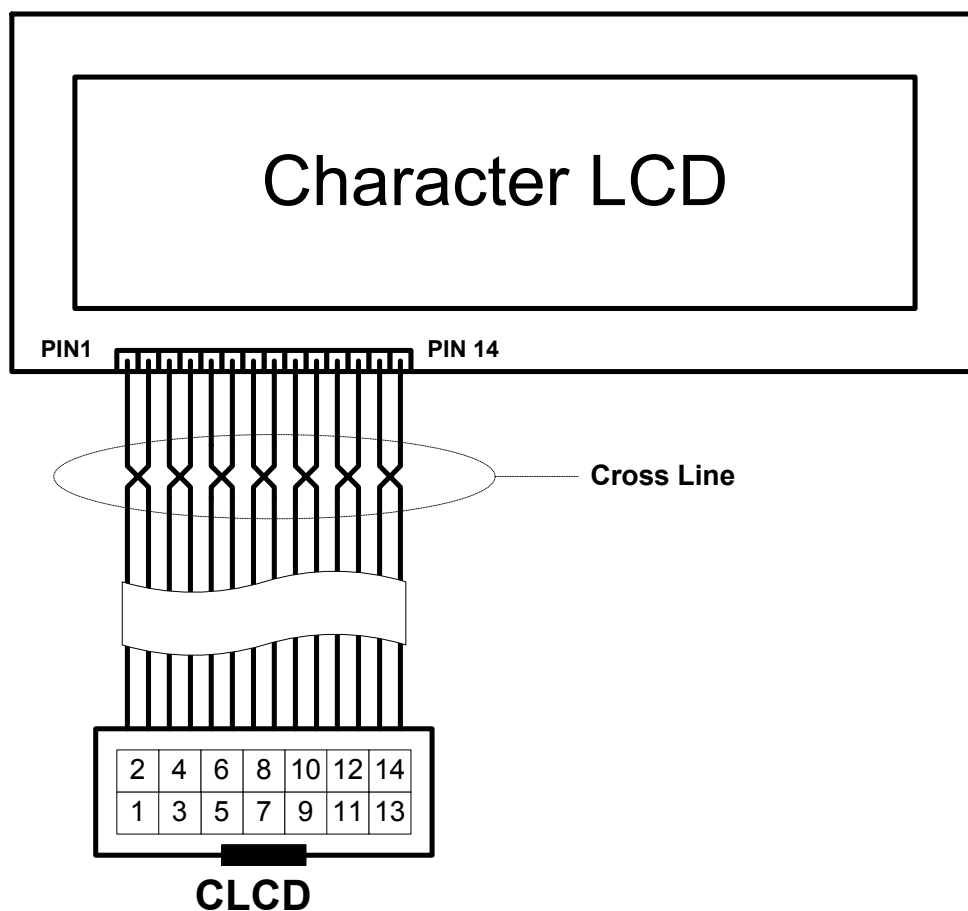 Character LCD
PIN1 PIN 14
Cross Line
2 4 6 8 10 12 14
1 3 5 7 9 11 13
CLCD